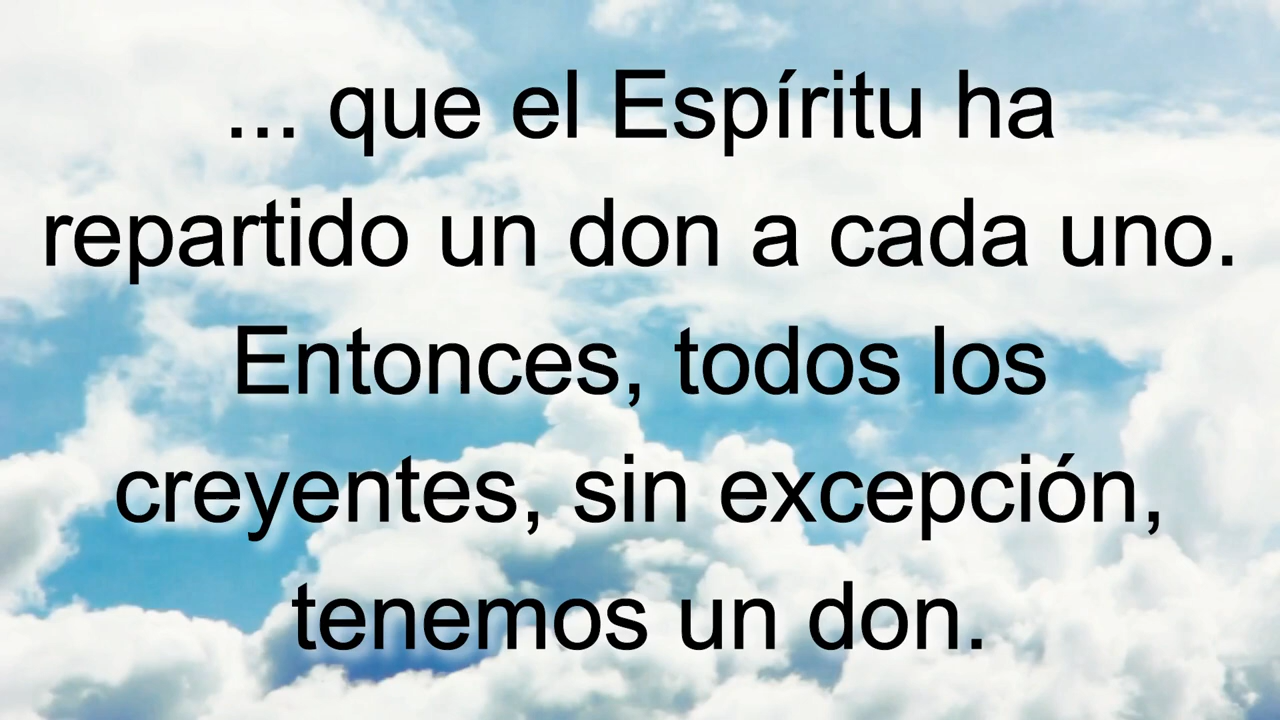 ... que el Espíritu ha
repartido un don a cada uno.
Entonces, todos los
creyentes, sin excepción,
tenemos un don.